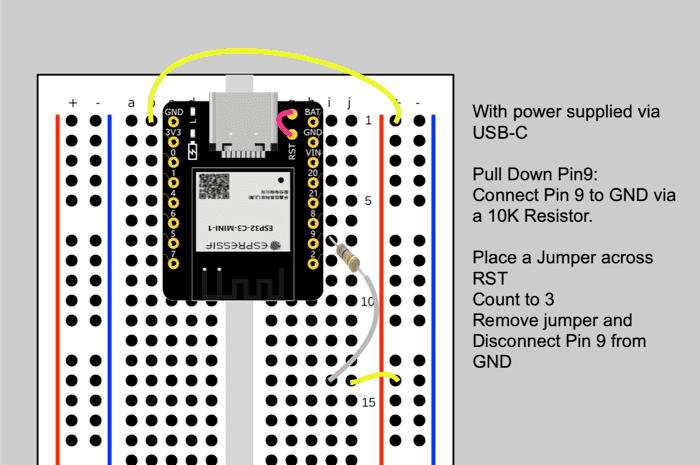 With power supplied via
USB-C
Pull Down Pin9:
Connect Pin 9 to GND via
a 10K Resistor.
Place a Jumper across
RST
Count to 3
Remove jumper and
Disconnect Pin 9 from
GND
+ - a b i j -
1
5
10
15
GND
3V3
0
1
4
6
5
7
L
BAT
GND
VIN
20
21
8
9
2
RST
ESP32-C3-MINI-1
ESPRESSIF